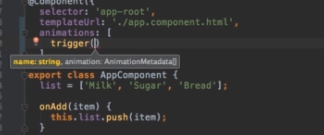 @Component({
selector: 'app-root',
templateUrl: './app.component.html',
animations: [
trigger()
name: string, animation: AnimationMetadata[]
export class AppComponent {
list = ['Milk', 'Sugar', 'Bread'];
onAdd(item) {
this.list.push(item);